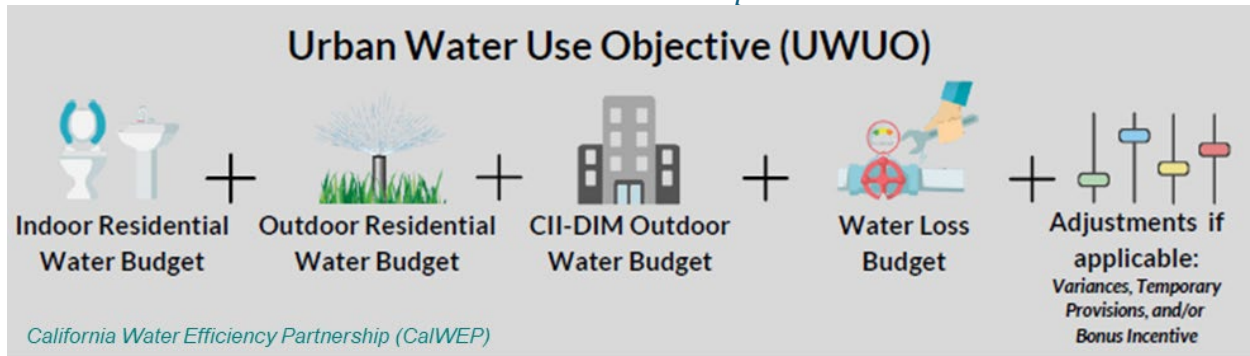 Urban Water Use Objective (UWUO)
Indoor Residential
Water Budget
+
Outdoor Residential
Water Budget
+
CII-DIM Outdoor
Water Budget
+
Water Loss
Budget
+
Adjustments if
applicable:
Variances, Temporary
Provisions, and/or
Bonus Incentive
California Water Efficiency Partnership (CalWEP)